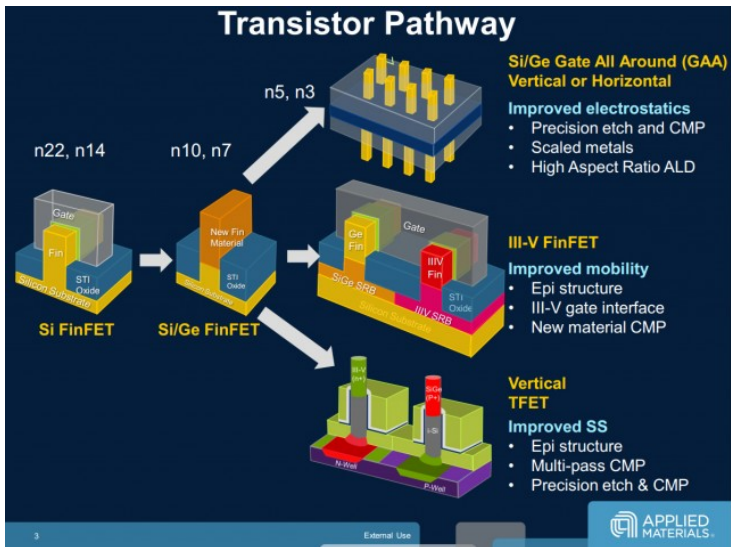 Transistor Pathway
Si/Ge Gate All Around (GAA)
Vertical or Horizontal
n5, n3
Improved electrostatics
• Precision etch and CMP
• Scaled metals
• High Aspect Ratio ALD
n22, n14
n10, n7
Gate
Fin
STI
Oxide
Silicon Substrate
Si FinFET
New Fin
Material
STI
Oxide
Silicon Substrate
Si/Ge FinFET
Ge
Fin
Gate
IIIV
Fin
STI
Oxide
SiGe SRB
IIIV SRB
Silicon Substrate
III-V FinFET
Improved mobility
• Epi structure
• III-V gate interface
• New material CMP
III-V
(n+)
SiGe
(P+)
i-Si
N-Well
P-Well
Vertical
TFET
Improved SS
• Epi structure
• Multi-pass CMP
• Precision etch & CMP
3
External Use
APPLIED
MATERIALS®